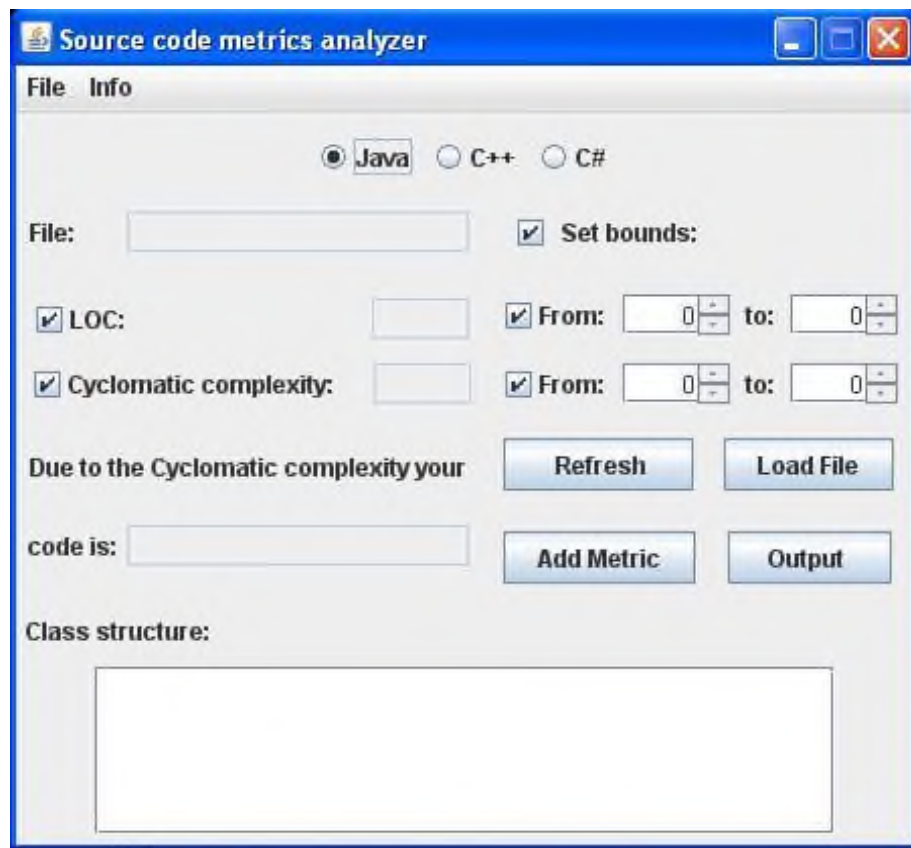 Source code metrics analyzer
File Info
Java C++ C#
File: Set bounds:
LOC: From: 0 to: 0
Cyclomatic complexity: From: 0 to: 0
Due to the Cyclomatic complexity your Refresh Load File
code is: Add Metric Output
Class structure: